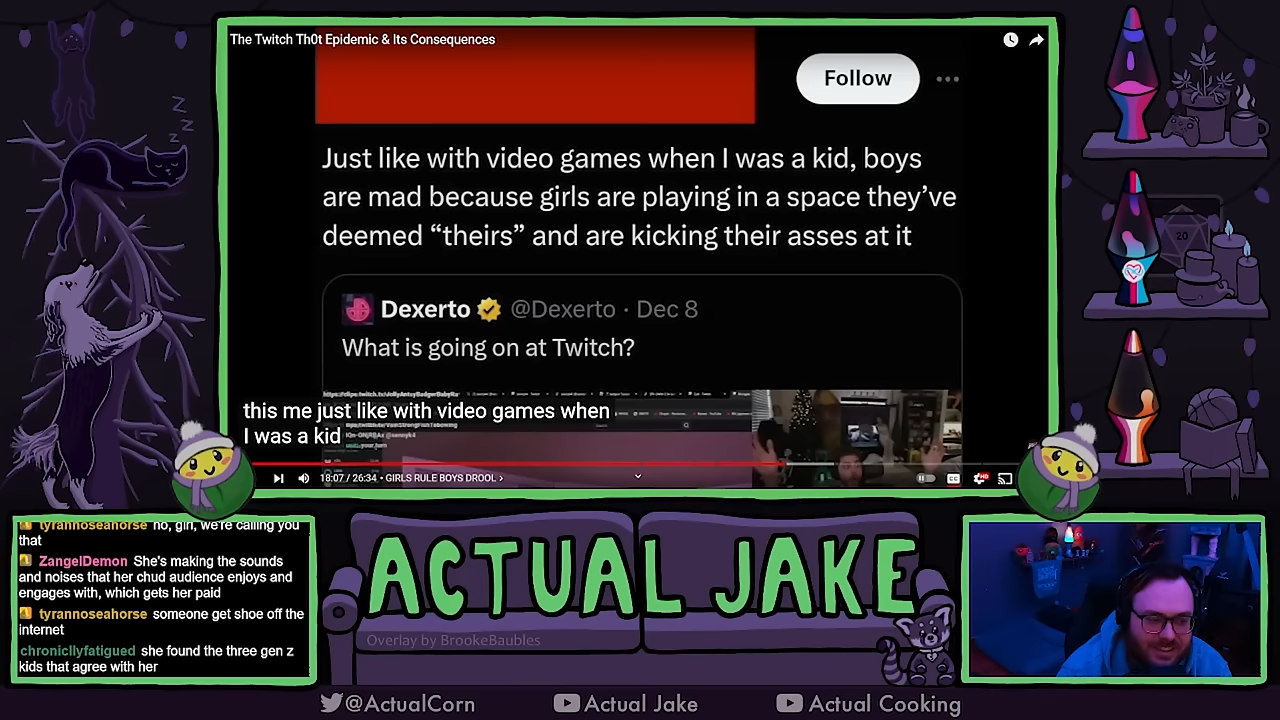 The Twitch Th0t Epidemic & Its Consequences
Follow
Just like with video games when I was a kid, boys
are mad because girls are playing in a space they've
deemed “theirs” and are kicking their asses at it
Dexerto @Dexerto · Dec 8
What is going on at Twitch?
this me just like with video games when
I was a kid
18:07 / 26:34 • GIRLS RULE BOYS DROOL ›
CC
HD
20
tyrannoseahorse no, girl, we're calling you
that
ZangelDemon She's making the sounds
and noises that her chud audience enjoys and
engages with, which gets her paid
tyrannoseahorse someone get shoe off the
internet
chronicllyfatigued she found the three gen z
kids that agree with her
ACTUAL JAKE
Overlay by BrookeBaubles
@ActualCorn
Actual Jake
Actual Cooking